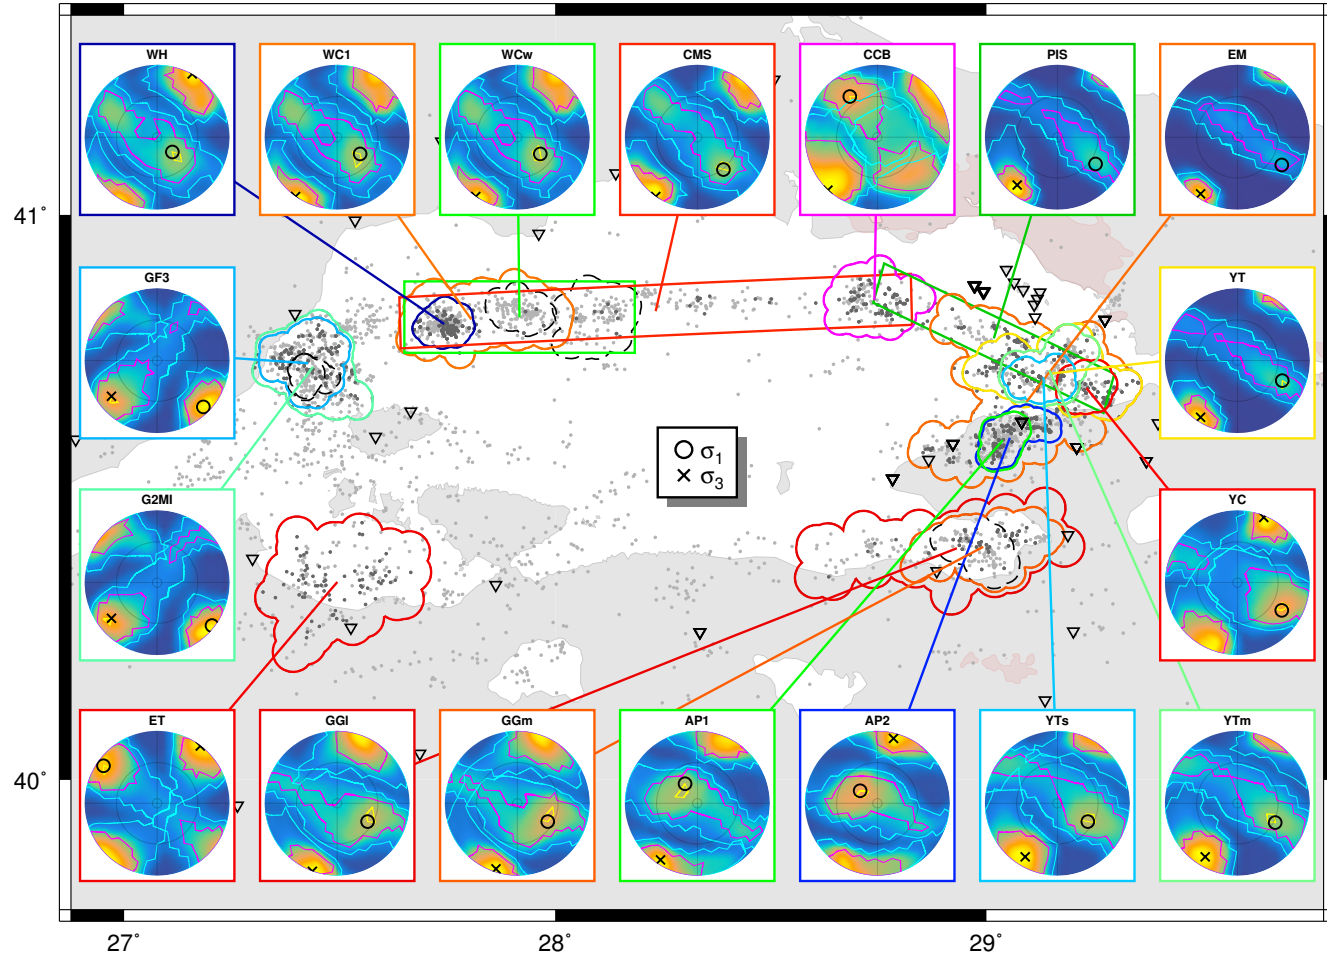 WH
WC1
WCw
CMS
CCB
PIS
EM
41°
GF3
YT
σ1
σ3
G2MI
YC
ET
GGl
GGm
AP1
AP2
YTs
YTm
40°
27°
28°
29°